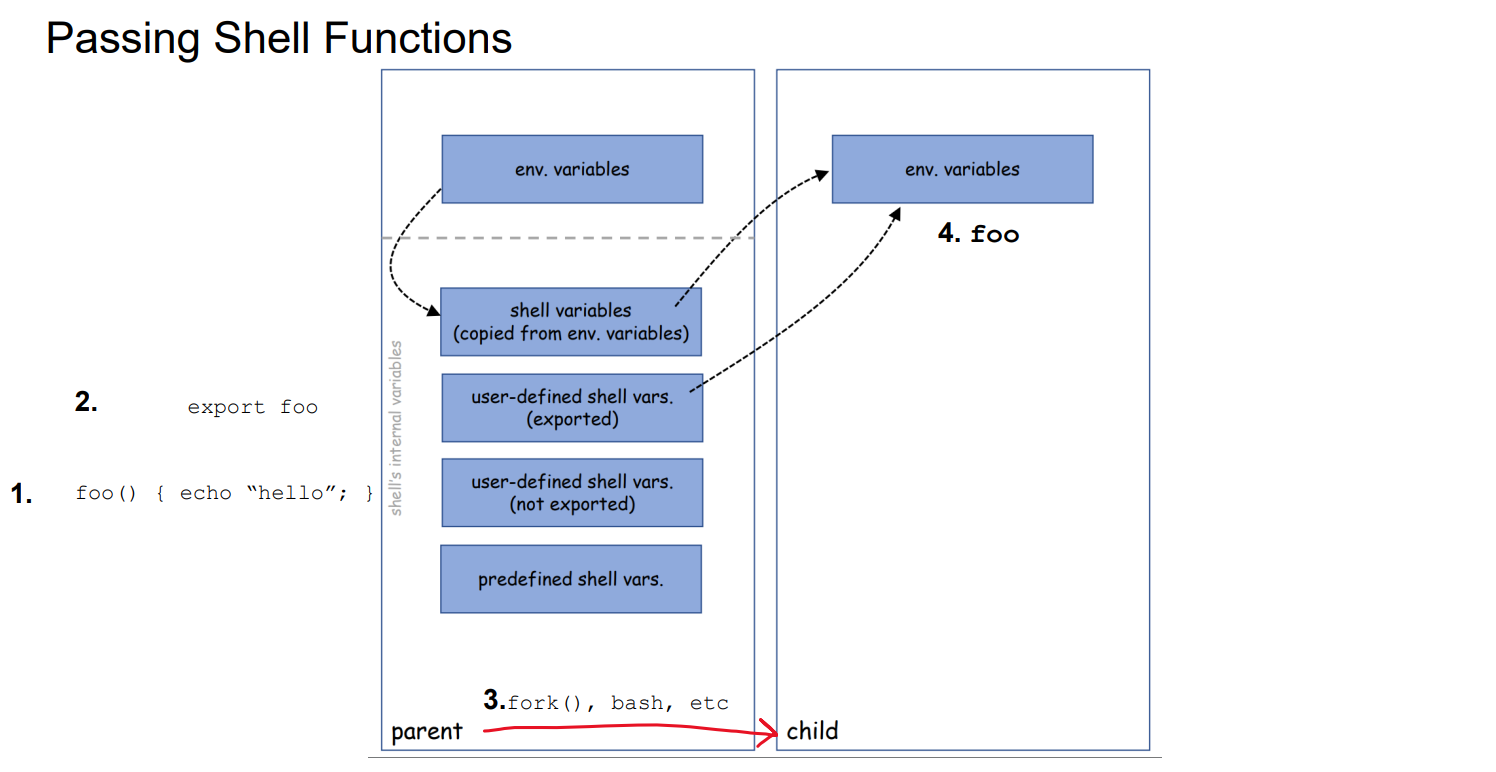 Passing Shell Functions
env. variables
env. variables
4. foo
shell variables
(copied from env. variables)
shell's internal variables
user-defined shell vars.
(exported)
2. export foo
user-defined shell vars.
(not exported)
1. foo() { echo “hello”; }
predefined shell vars.
3.fork(), bash, etc
parent
child